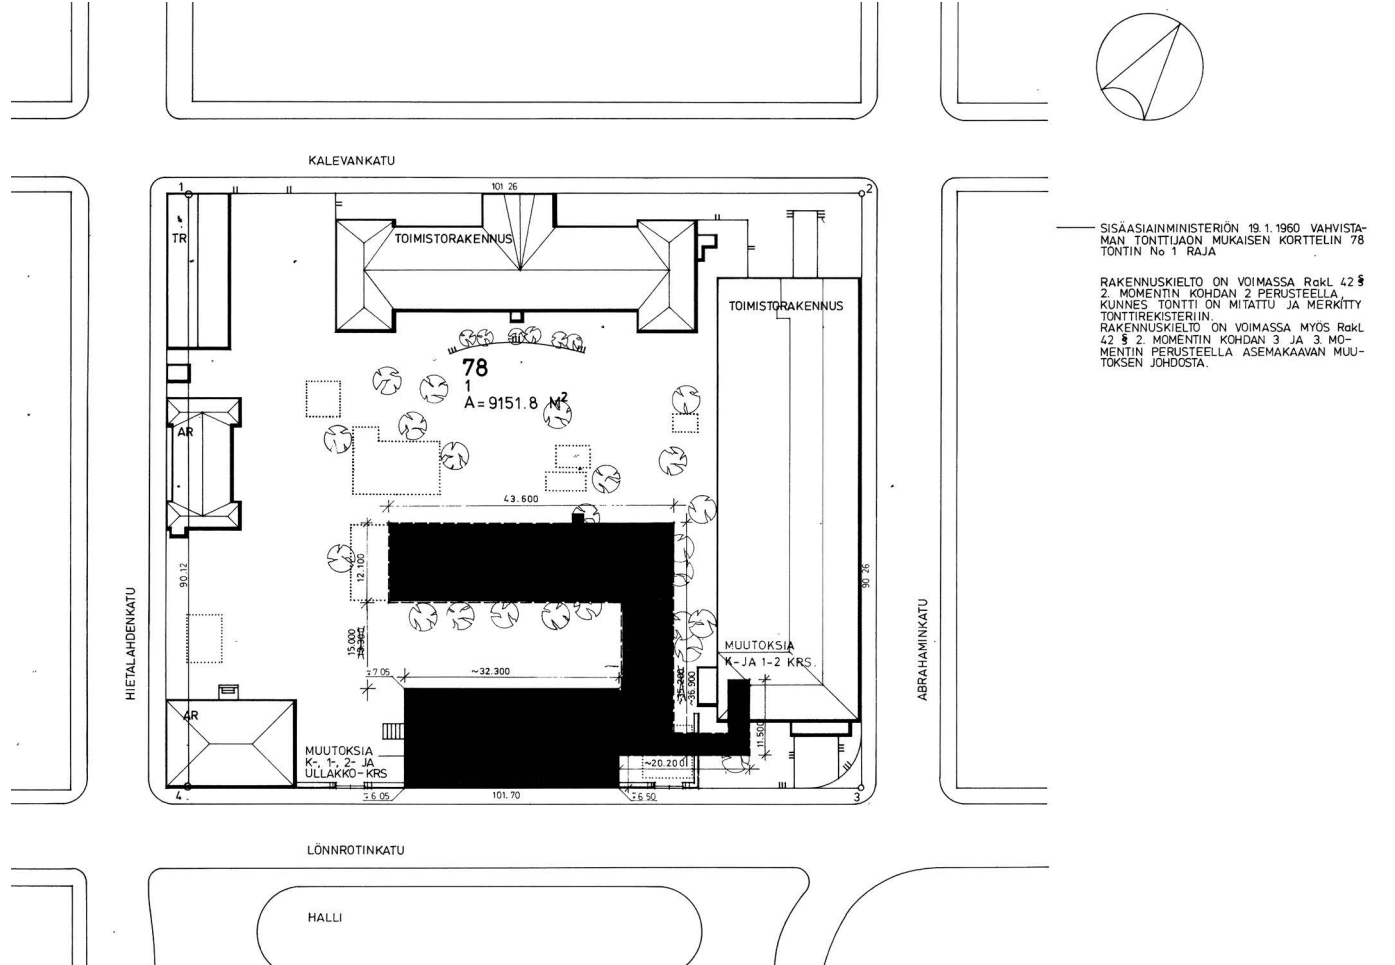 KALEVANKATU
1
101.26
2
TR
TOIMISTORAKENNUS
TOIMISTORAKENNUS
78
1
A=9151.8 M²
AR
43.600
90.12
12.100
90.26
HIETALAHDENKATU
ABRAHAMINKATU
15.000
MUUTOKSIA
K-JA 1-2 KRS.
+7.05
~32.300
~35.200
~36.900
AR
11.500
MUUTOKSIA
K-, 1-, 2- JA
ULLAKKO-KRS
~20.200
4
+6.05
101.70
+6.50
3
LÖNNROTINKATU
HALLI
SISÄASIAINMINISTERIÖN 19.1.1960 VAHVISTA-
MAN TONTTIJAON MUKAISEN KORTTELIN 78
TONTIN No 1 RAJA
RAKENNUSKIELTO ON VOIMASSA RakL 42 §
2. MOMENTIN KOHDAN 2 PERUSTEELLA,
KUNNES TONTTI ON MITATTU JA MERKITTY
TONTTIREKISTERIIN.
RAKENNUSKIELTO ON VOIMASSA MYÖS RakL
42 § 2. MOMENTIN KOHDAN 3 JA 3. MO-
MENTIN PERUSTEELLA ASEMAKAAVAN MUU-
TOKSEN JOHDOSTA.